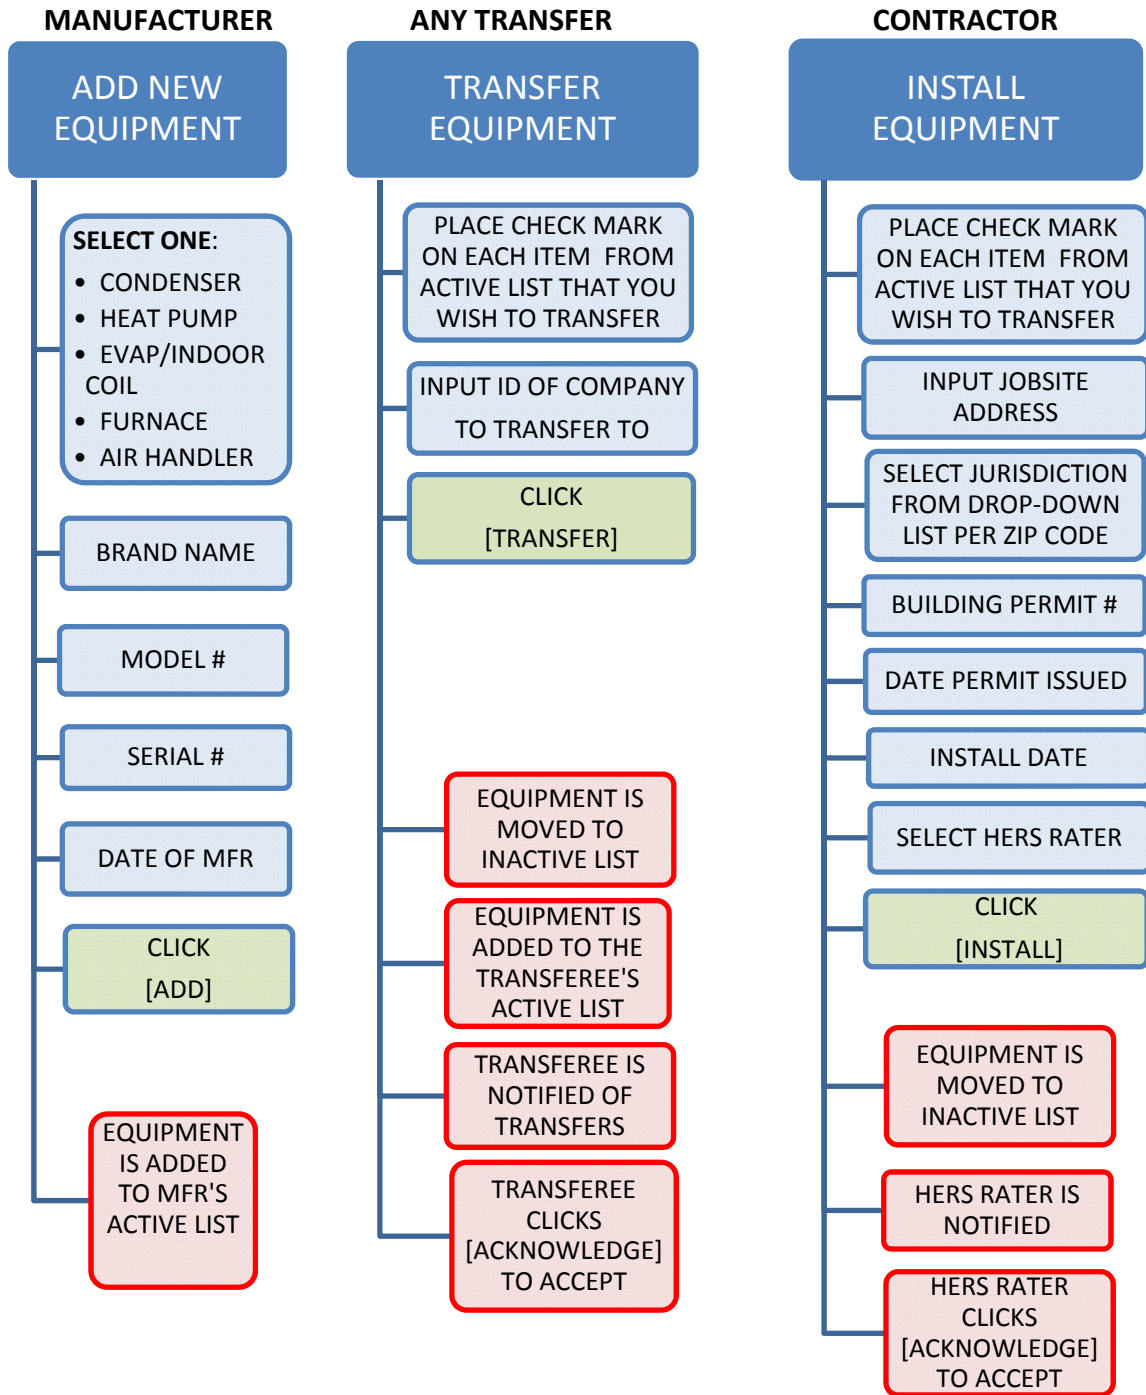 MANUFACTURER
ADD NEW
EQUIPMENT
SELECT ONE:
• CONDENSER
• HEAT PUMP
• EVAP/INDOOR
COIL
• FURNACE
• AIR HANDLER
BRAND NAME
MODEL #
SERIAL #
DATE OF MFR
CLICK
[ADD]
EQUIPMENT
IS ADDED
TO MFR'S
ACTIVE LIST
ANY TRANSFER
TRANSFER
EQUIPMENT
PLACE CHECK MARK
ON EACH ITEM FROM
ACTIVE LIST THAT YOU
WISH TO TRANSFER
INPUT ID OF COMPANY
TO TRANSFER TO
CLICK
[TRANSFER]
EQUIPMENT IS
MOVED TO
INACTIVE LIST
EQUIPMENT IS
ADDED TO THE
TRANSFEREE'S
ACTIVE LIST
TRANSFEREE IS
NOTIFIED OF
TRANSFERS
TRANSFEREE
CLICKS
[ACKNOWLEDGE]
TO ACCEPT
CONTRACTOR
INSTALL
EQUIPMENT
PLACE CHECK MARK
ON EACH ITEM FROM
ACTIVE LIST THAT YOU
WISH TO TRANSFER
INPUT JOBSITE
ADDRESS
SELECT JURISDICTION
FROM DROP-DOWN
LIST PER ZIP CODE
BUILDING PERMIT #
DATE PERMIT ISSUED
INSTALL DATE
SELECT HERS RATER
CLICK
[INSTALL]
EQUIPMENT IS
MOVED TO
INACTIVE LIST
HERS RATER IS
NOTIFIED
HERS RATER
CLICKS
[ACKNOWLEDGE]
TO ACCEPT